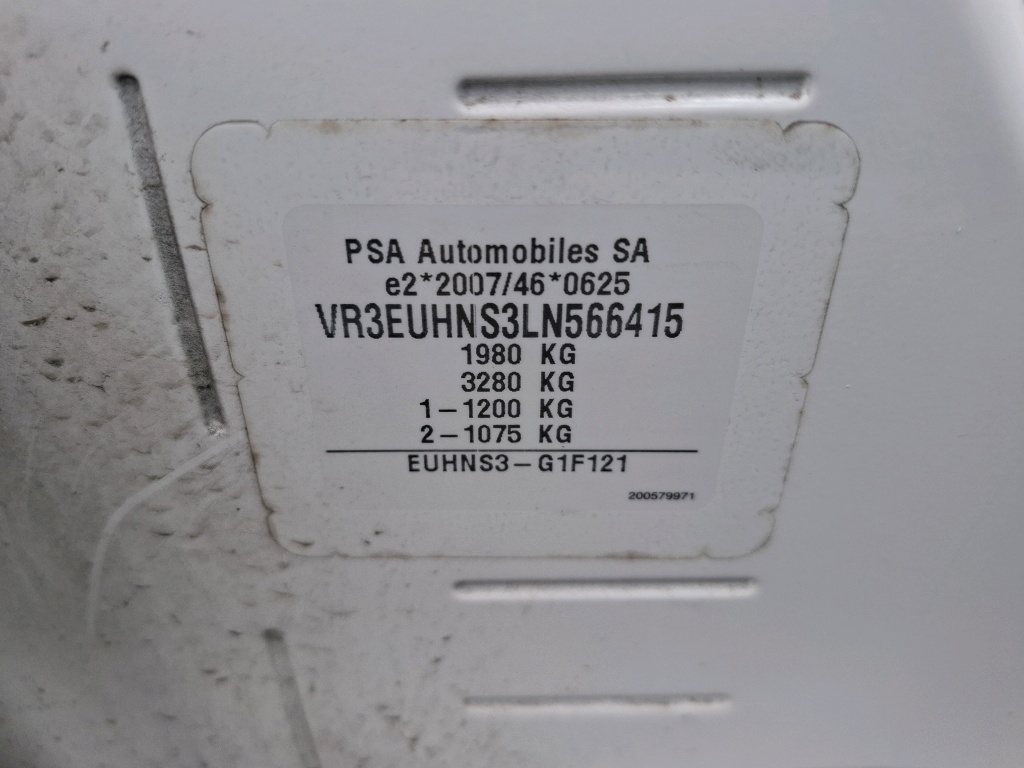 PSA Automobiles SA
e2*2007/46*0625
VR3EUHNS3LN566415
1980 KG
3280 KG
1-1200 KG
2-1075 KG
EUHNS3-G1F121
200579971